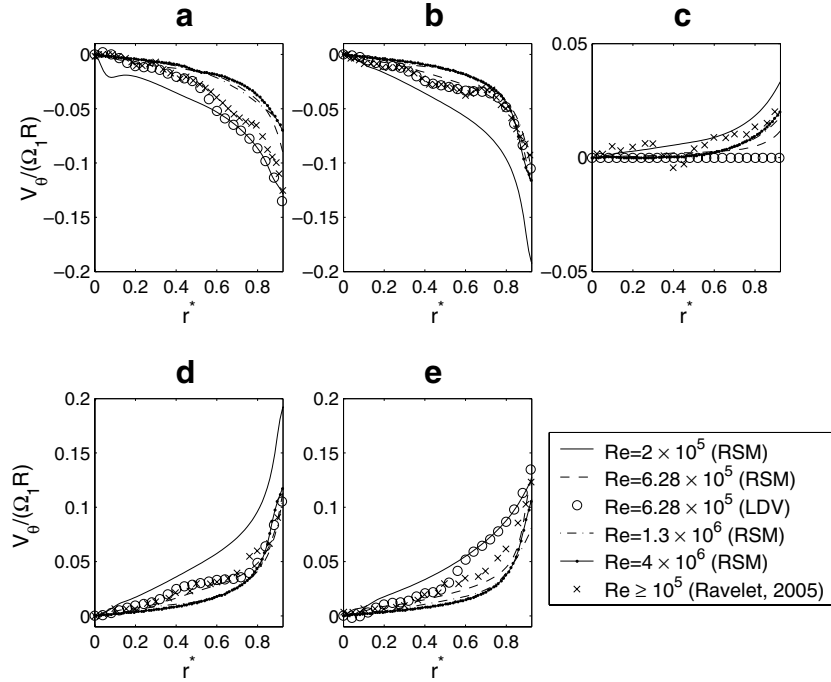 a
b
c
0
−0.05
−0.1
−0.15
−0.2
V_θ/(Ω_1R)
0 0.2 0.4 0.6 0.8
r^*
0
−0.05
−0.1
−0.15
−0.2
0 0.2 0.4 0.6 0.8
r^*
0.05
0
−0.05
0 0.2 0.4 0.6 0.8
r^*
d
e
0.2
0.15
0.1
0.05
0
V_θ/(Ω_1R)
0 0.2 0.4 0.6 0.8
r^*
0.2
0.15
0.1
0.05
0
0 0.2 0.4 0.6 0.8
r^*
Re=2 × 10^5 (RSM)
Re=6.28 × 10^5 (RSM)
Re=6.28 × 10^5 (LDV)
Re=1.3 × 10^6 (RSM)
Re=4 × 10^6 (RSM)
Re ≥ 10^5 (Ravelet, 2005)